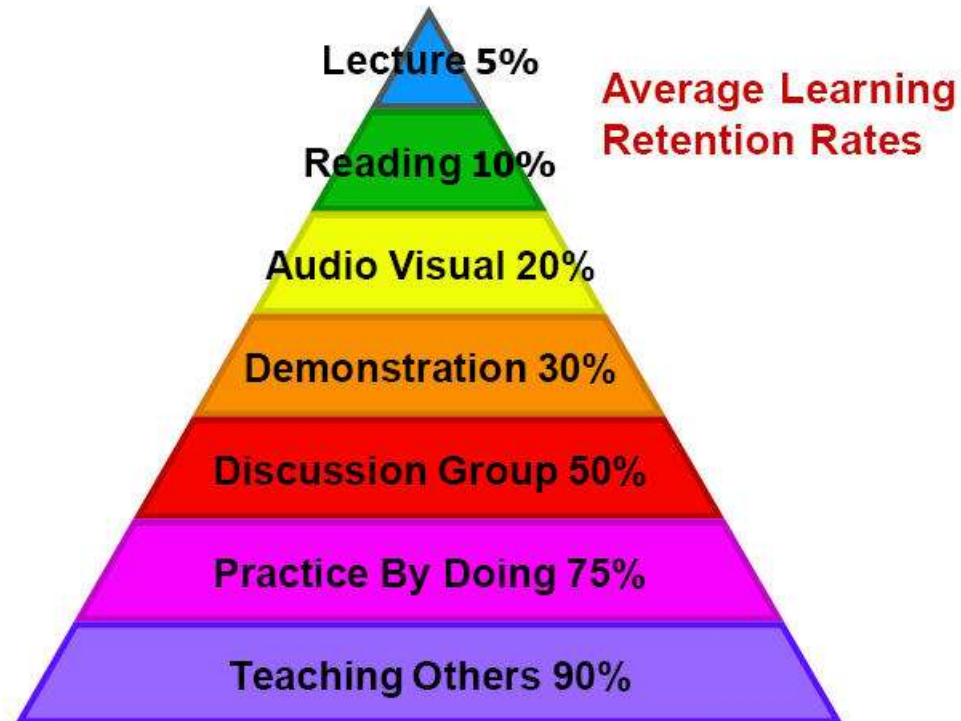 Lecture 5%
Average Learning
Retention Rates
Reading 10%
Audio Visual 20%
Demonstration 30%
Discussion Group 50%
Practice By Doing 75%
Teaching Others 90%